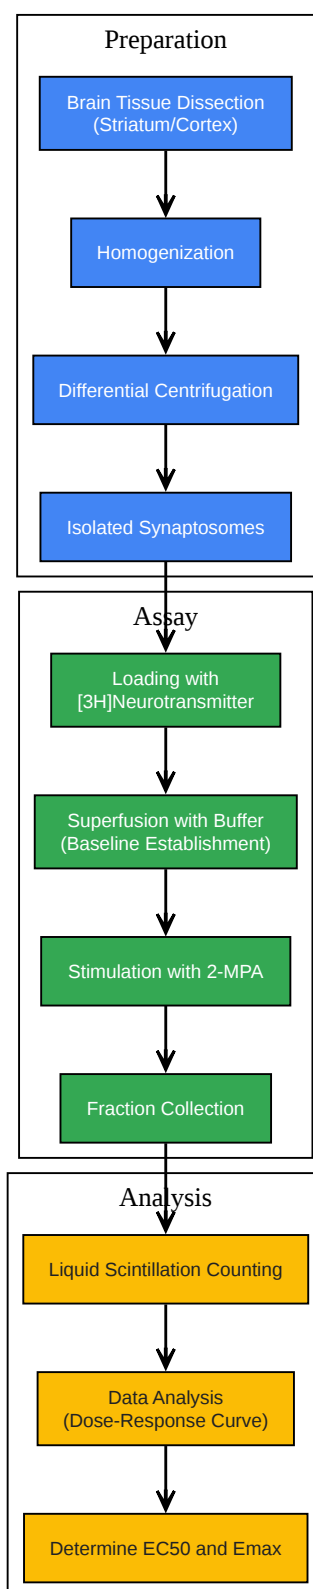 Preparation
Brain Tissue Dissection
(Striatum/Cortex)
Homogenization
Differential Centrifugation
Isolated Synaptosomes
Assay
Loading with
[3H]Neurotransmitter
Superfusion with Buffer
(Baseline Establishment)
Stimulation with 2-MPA
Fraction Collection
Analysis
Liquid Scintillation Counting
Data Analysis
(Dose-Response Curve)
Determine EC50 and Emax